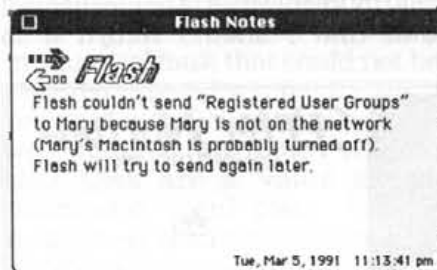 Flash Notes
Flash
Flash couldn't send "Registered User Groups"
to Mary because Mary is not on the network
(Mary's Macintosh is probably turned off).
Flash will try to send again later.
Tue, Mar 5, 1991 11:13:41 pm